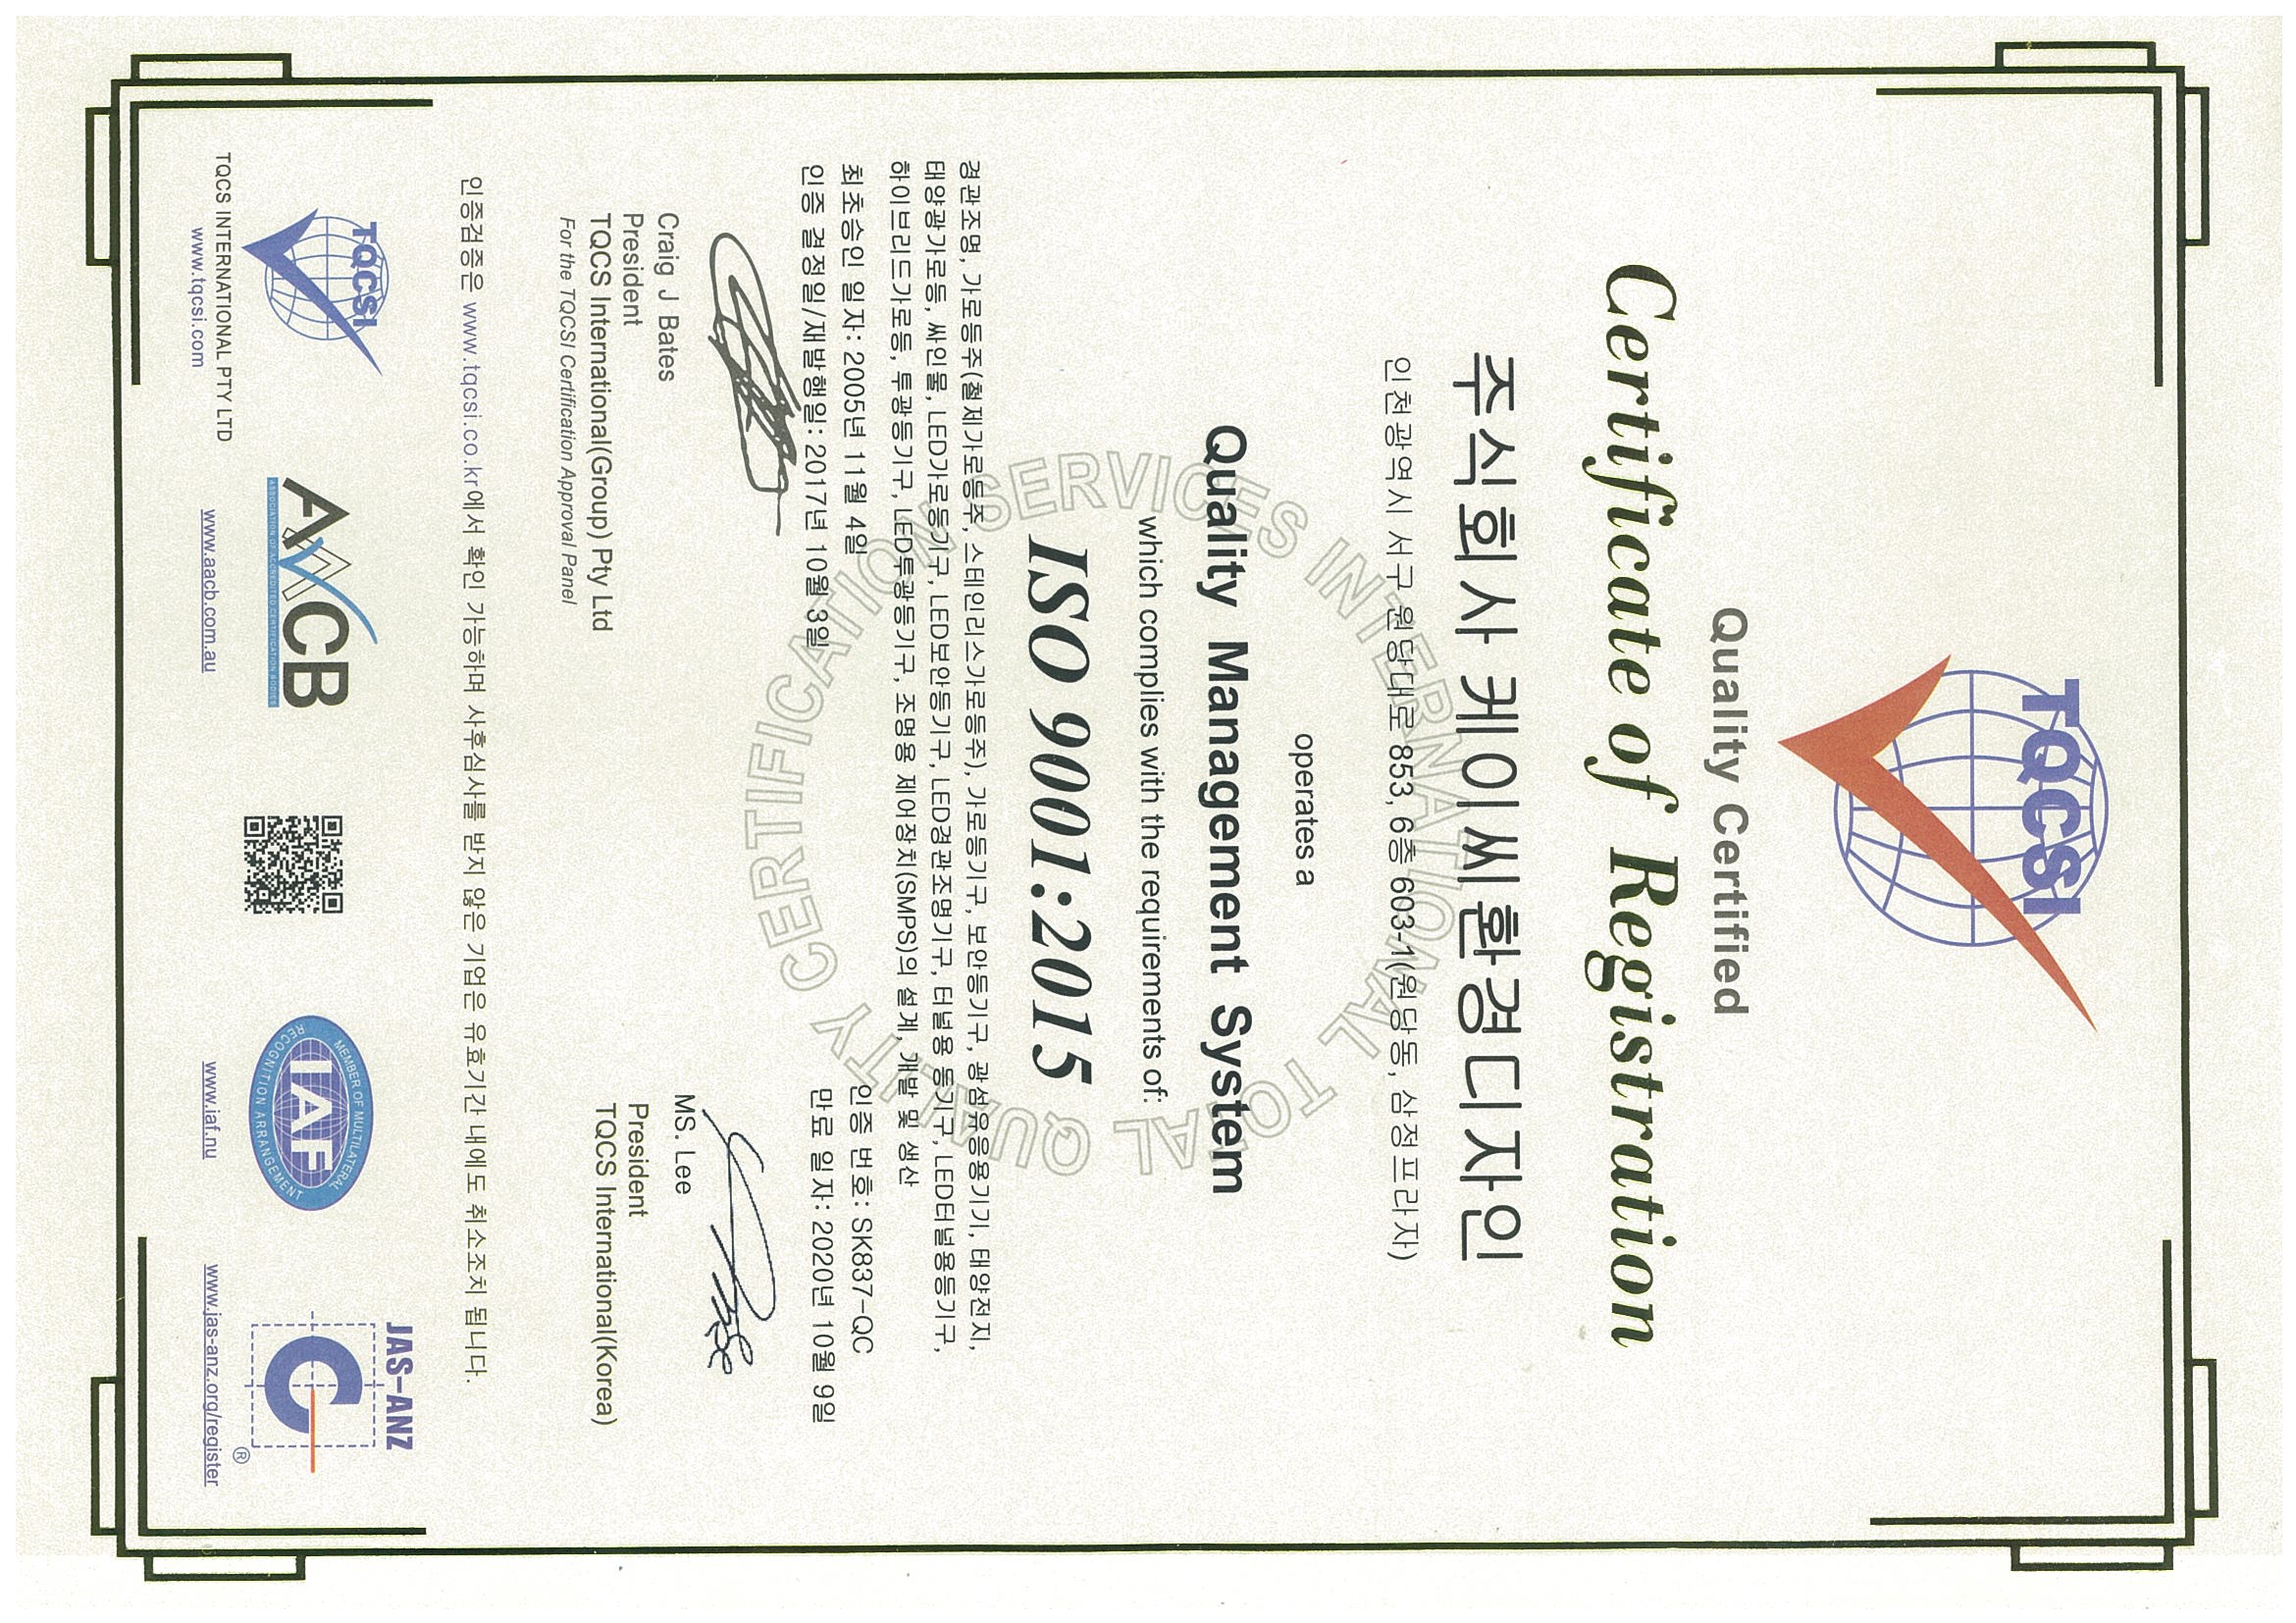 TQCSI
Quality Certified
Certificate of Registration
주식회사 케이씨환경디자인
인천광역시 서구 원당대로 853, 6층 603-1(원당동, 삼정프라자)
operates a
Quality Management System
which complies with the requirements of:
ISO 9001:2015
TOTAL QUALITY CERTIFICATION SERVICES INTERNATIONAL
경관조명, 가로등주(철제가로등주, 스테인리스가로등주), 가로등기구, 보안등기구, 광섬유응용기기, 태양전지,
태양광가로등, 싸인물, LED가로등기구, LED보안등기구, LED경관조명기구, 터널용 등기구, LED터널용등기구,
하이브리드가로등, 투광등기구, LED투광등기구, 조명용 제어장치(SMPS)의 설계, 개발 및 생산
최초승인 일자: 2005년 11월 4일
인증 번호: SK837-QC
인증 결정일/재발행일: 2017년 10월 3일
만료 일자: 2020년 10월 9일
Craig J Bates
President
TQCS International(Group) Pty Ltd
For the TQCSI Certification Approval Panel
MS. Lee
President
TQCS International(Korea)
인증검증은 www.tqcsi.co.kr에서 확인 가능하며 사후심사를 받지 않은 기업은 유효기간 내에도 취소조치 됩니다.
TQCSI
TQCS INTERNATIONAL PTY LTD
www.tqcsi.com
AACB
ASSOCIATION OF ACCREDITED CERTIFICATION BODIES
www.aacb.com.au
MEMBER OF MULTILATERAL
IAF
RECOGNITION ARRANGEMENT
www.iaf.nu
JAS-ANZ
C
®
www.jas-anz.org/register